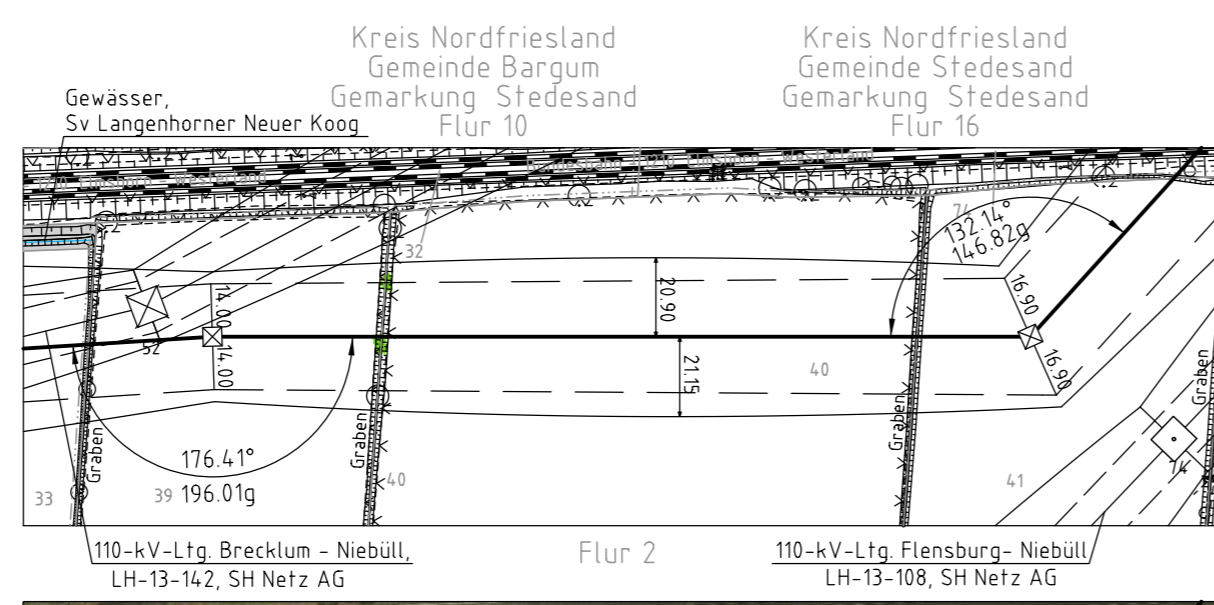 Kreis Nordfriesland
Gemeinde Bargum
Gemarkung Stedesand
Flur 10
Kreis Nordfriesland
Gemeinde Stedesand
Gemarkung Stedesand
Flur 16
Gewässer,
Sv Langenhorner Neuer Koog
32
74
132.14°
146.82g
14.00
14.00
52
20.90
21.15
16.90
16.90
40
Graben
Graben
Graben
Graben
176.41°
196.01g
33
39
40
41
74
110-kV-Ltg. Brecklum - Niebüll,
LH-13-142, SH Netz AG
Flur 2
110-kV-Ltg. Flensburg- Niebüll
LH-13-108, SH Netz AG